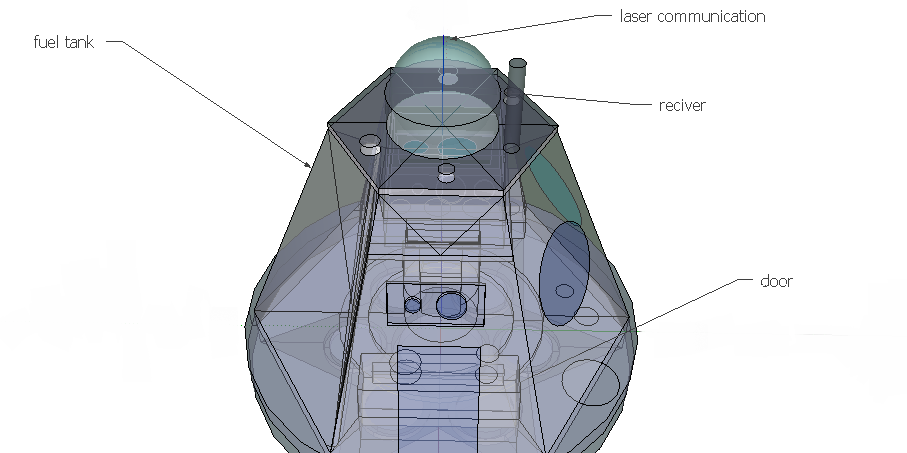 laser communication
fuel tank
reciver
door